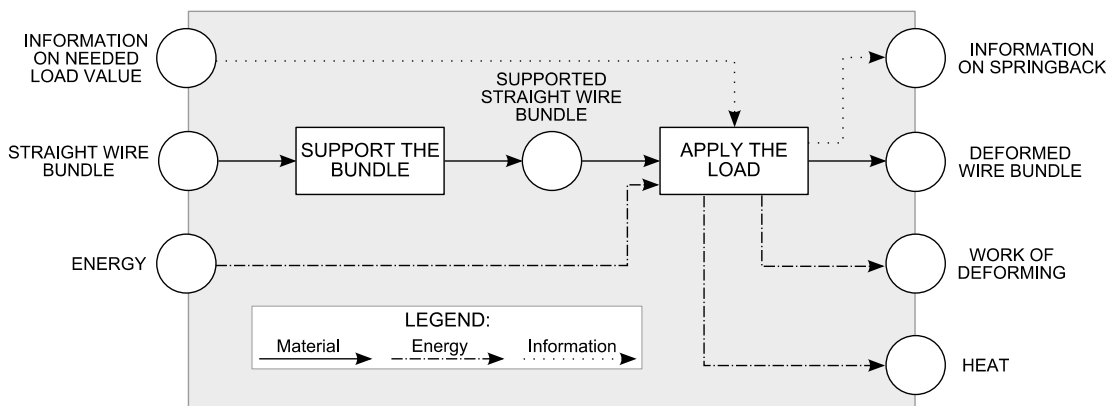 INFORMATION
ON NEEDED
LOAD VALUE
STRAIGHT WIRE
BUNDLE
ENERGY
SUPPORT THE
BUNDLE
SUPPORTED
STRAIGHT WIRE
BUNDLE
APPLY THE
LOAD
INFORMATION
ON SPRINGBACK
DEFORMED
WIRE BUNDLE
WORK OF
DEFORMING
HEAT
LEGEND:
Material
Energy
Information